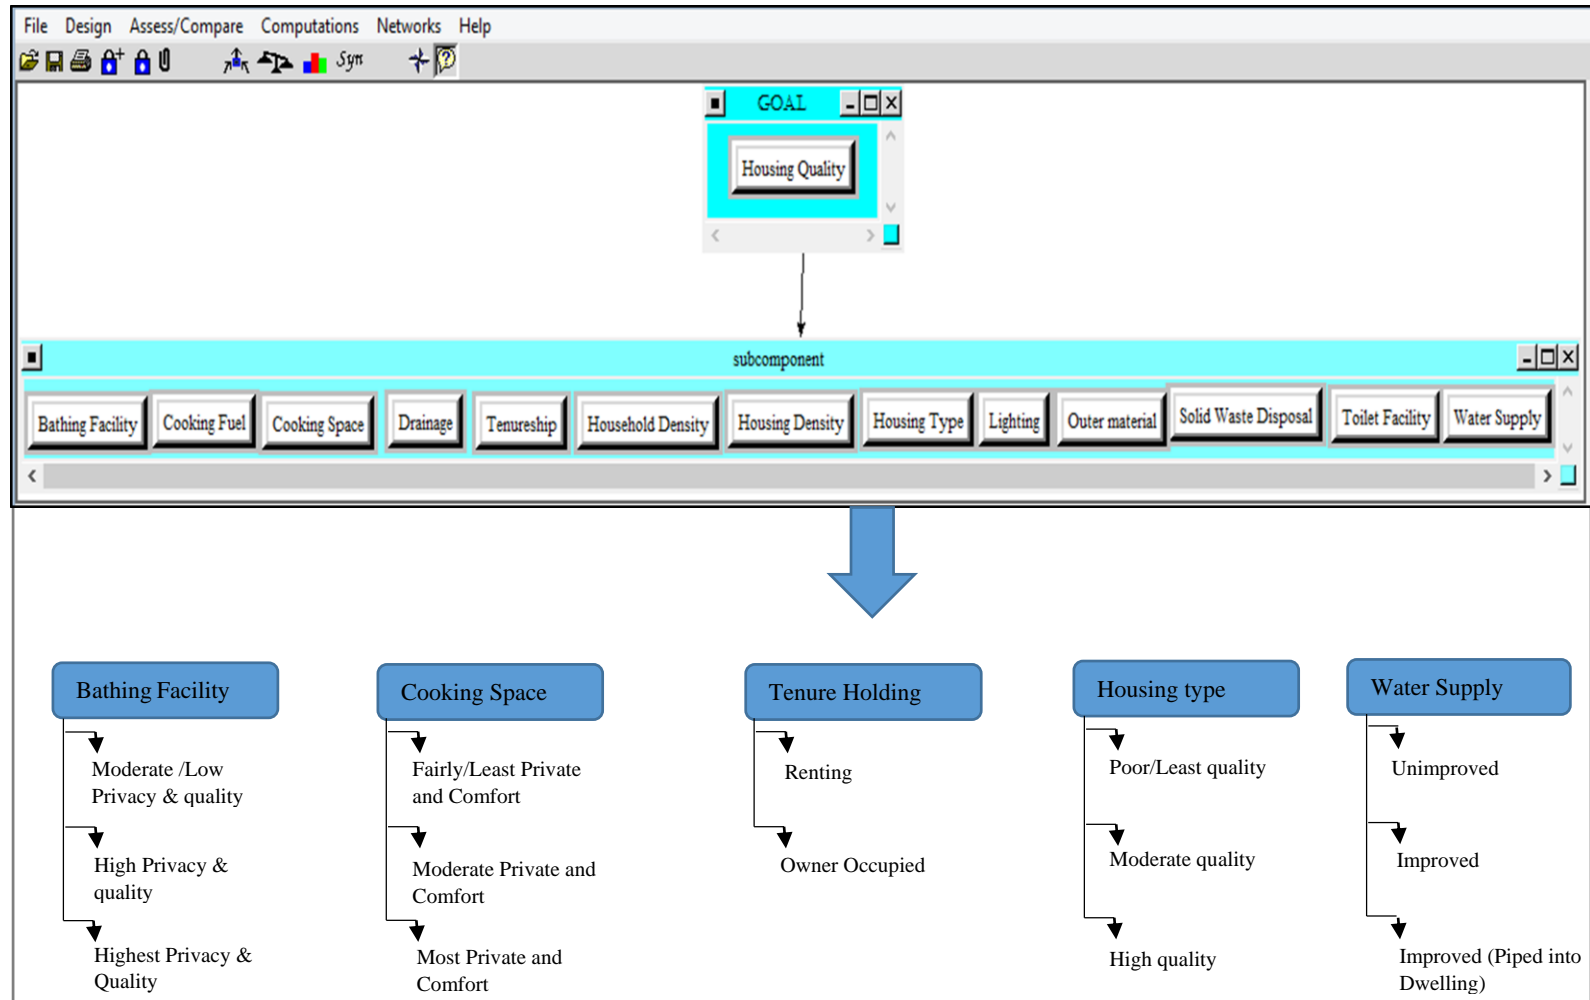 File Design Assess/Compare Computations Networks Help
Syn
GOAL
Housing Quality
subcomponent
Bathing Facility Cooking Fuel Cooking Space Drainage Tenureship Household Density Housing Density Housing Type Lighting Outer material Solid Waste Disposal Toilet Facility Water Supply
Bathing Facility
Moderate /Low
Privacy & quality
High Privacy &
quality
Highest Privacy &
Quality
Cooking Space
Fairly/Least Private
and Comfort
Moderate Private and
Comfort
Most Private and
Comfort
Tenure Holding
Renting
Owner Occupied
Housing type
Poor/Least quality
Moderate quality
High quality
Water Supply
Unimproved
Improved
Improved (Piped into
Dwelling)